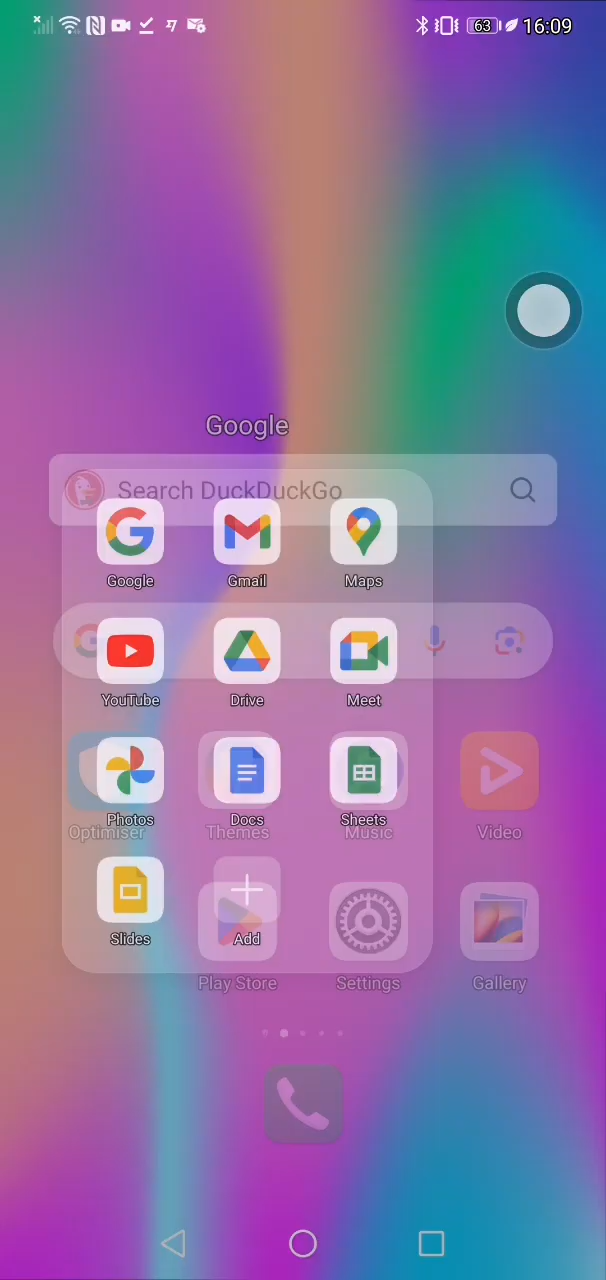 63 16:09
Google
Search DuckDuckGo
Google Gmail Maps
YouTube Drive Meet
Photos Docs Sheets
Optimiser Themes Music Video
Slides Add
Play Store Settings Gallery